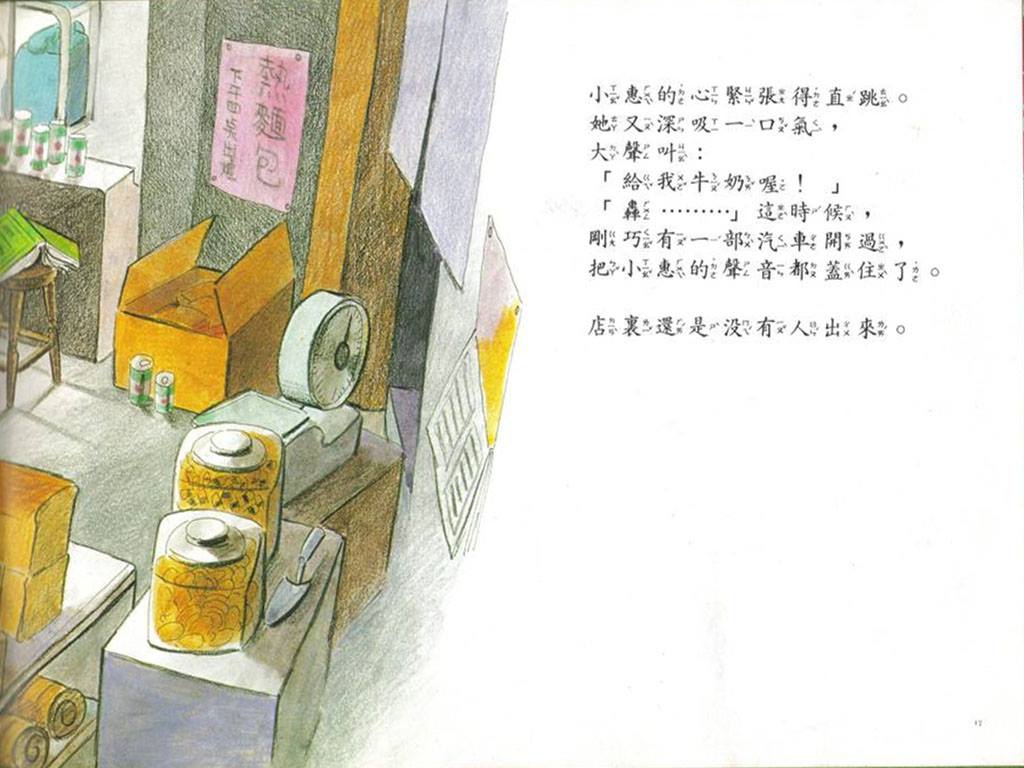 熱麵包
下午四點出爐
小惠的心緊張得直跳。
她又深吸一口氣，
大聲叫：
「給我牛奶喔！」
「轟………」這時候，
剛巧有一部汽車開過，
把小惠的聲音都蓋住了。
店裏還是没有人出來。
17